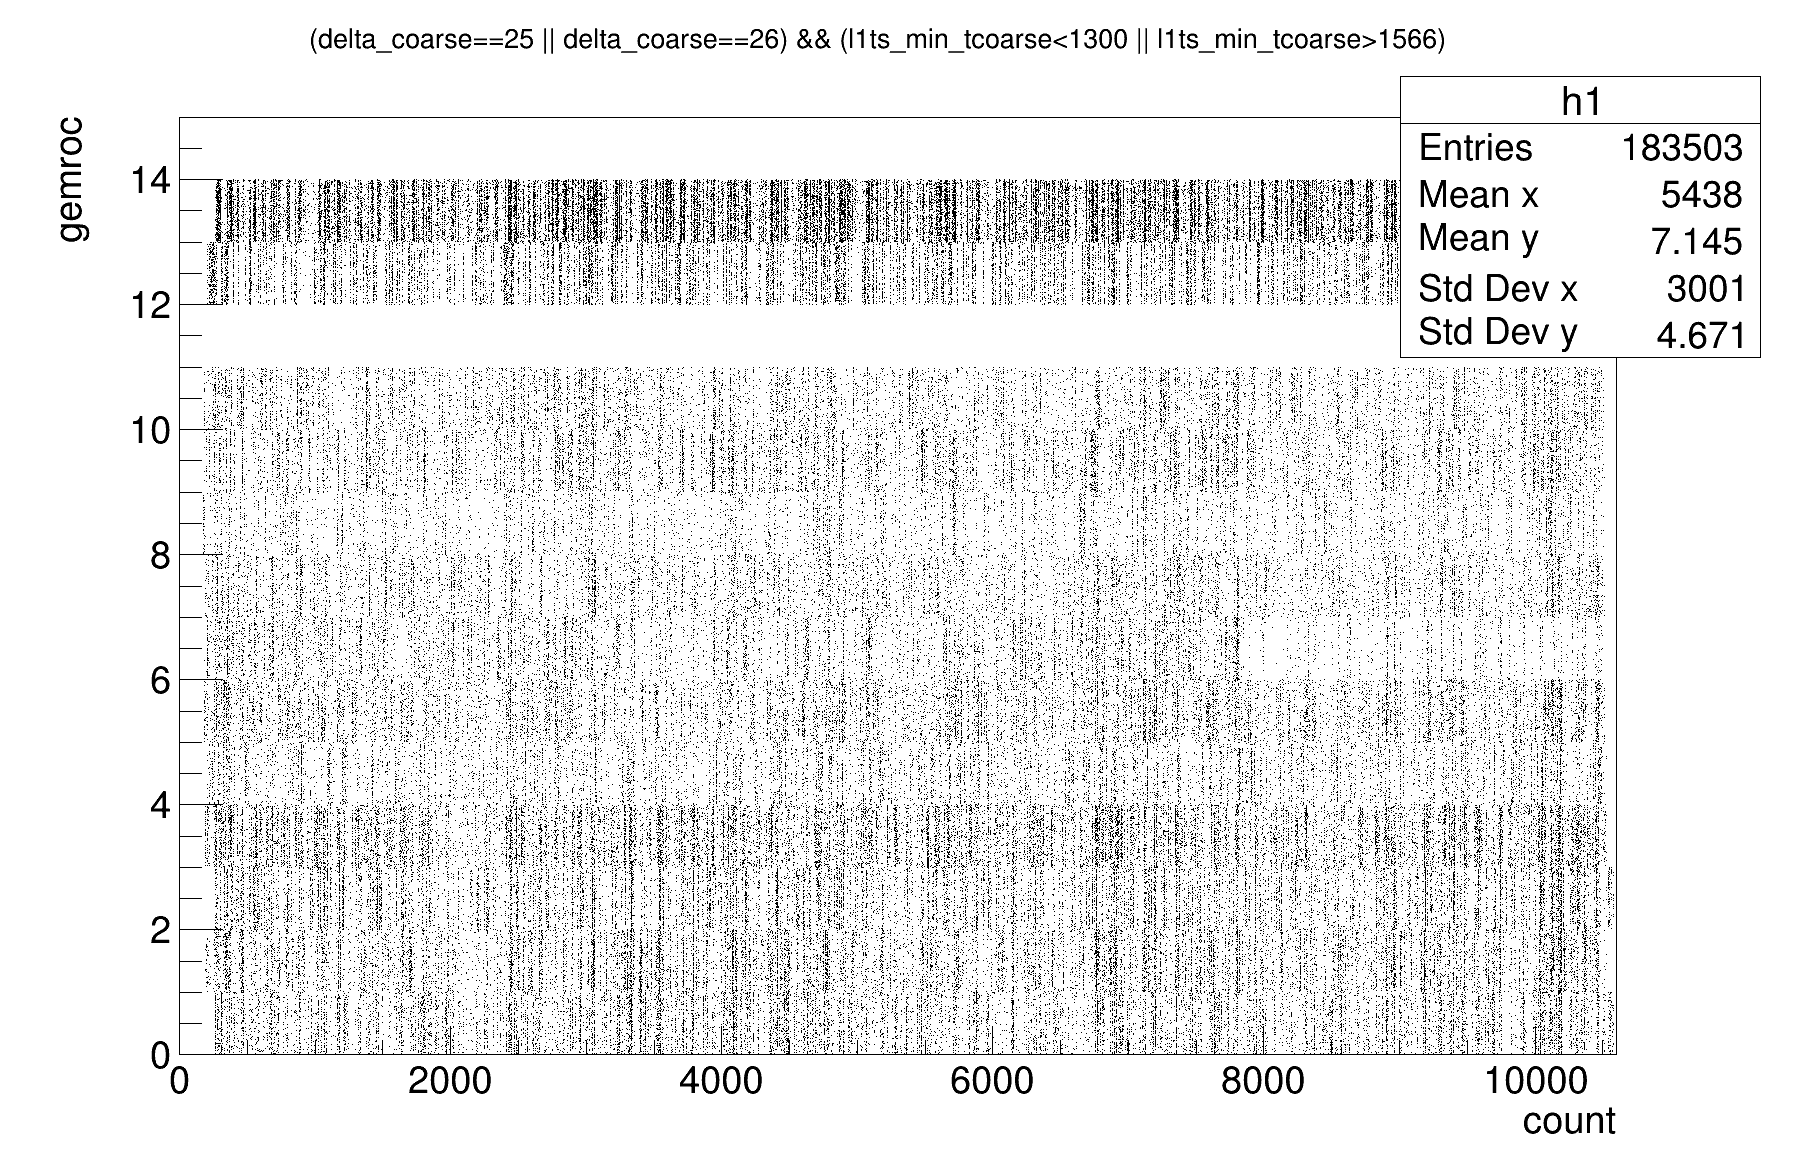 (delta_coarse==25 || delta_coarse==26) && (l1ts_min_tcoarse<1300 || l1ts_min_tcoarse>1566)
h1
Entries 183503
Mean x 5438
Mean y 7.145
Std Dev x 3001
Std Dev y 4.671
gemroc
14
12
10
8
6
4
2
0
0 2000 4000 6000 8000 10000
count